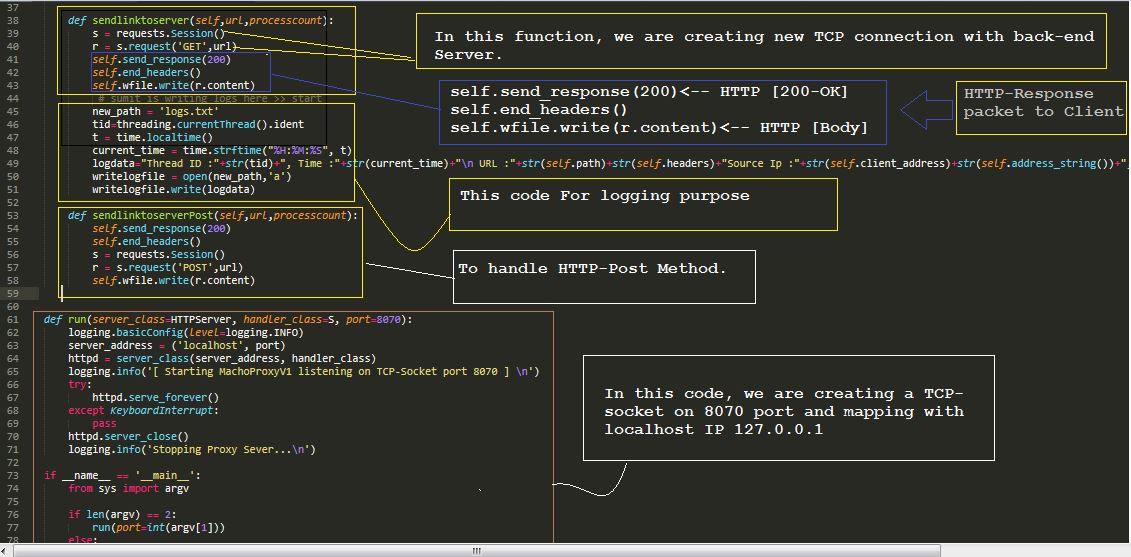 37
38 def sendlinktoserver(self,url,processcount):
39 s = requests.Session()
40 r = s.request('GET',url)
41 self.send_response(200)
42 self.end_headers()
43 self.wfile.write(r.content)
44 # sumit is writing logs here >> start
45 new_path = 'logs.txt'
46 tid=threading.currentThread().ident
47 t = time.localtime()
48 current_time = time.strftime("%H:%M:%S", t)
49 logdata="Thread ID :"+str(tid)+", Time :"+str(current_time)+"\n URL :"+str(self.path)+str(self.headers)+"Source Ip :"+str(self.client_address)+str(self.address_string())+"
50 writelogfile = open(new_path,'a')
51 writelogfile.write(logdata)
52
53 def sendlinktoserverPost(self,url,processcount):
54 self.send_response(200)
55 self.end_headers()
56 s = requests.Session()
57 r = s.request('POST',url)
58 self.wfile.write(r.content)
59
60
61 def run(server_class=HTTPServer, handler_class=S, port=8070):
62 logging.basicConfig(level=logging.INFO)
63 server_address = ('localhost', port)
64 httpd = server_class(server_address, handler_class)
65 logging.info('[ Starting MachoProxyV1 listening on TCP-Socket port 8070 ] \n')
66 try:
67 httpd.serve_forever()
68 except KeyboardInterrupt:
69 pass
70 httpd.server_close()
71 logging.info('Stopping Proxy Sever...\n')
72
73 if __name__ == '__main__':
74 from sys import argv
75
76 if len(argv) == 2:
77 run(port=int(argv[1]))
78 else:
In this function, we are creating new TCP connection with back-end
Server.
self.send_response(200)<-- HTTP [200-OK]
self.end_headers()
self.wfile.write(r.content)<-- HTTP [Body]
HTTP-Response
packet to Client
This code For logging purpose
To handle HTTP-Post Method.
In this code, we are creating a TCP-
socket on 8070 port and mapping with
localhost IP 127.0.0.1